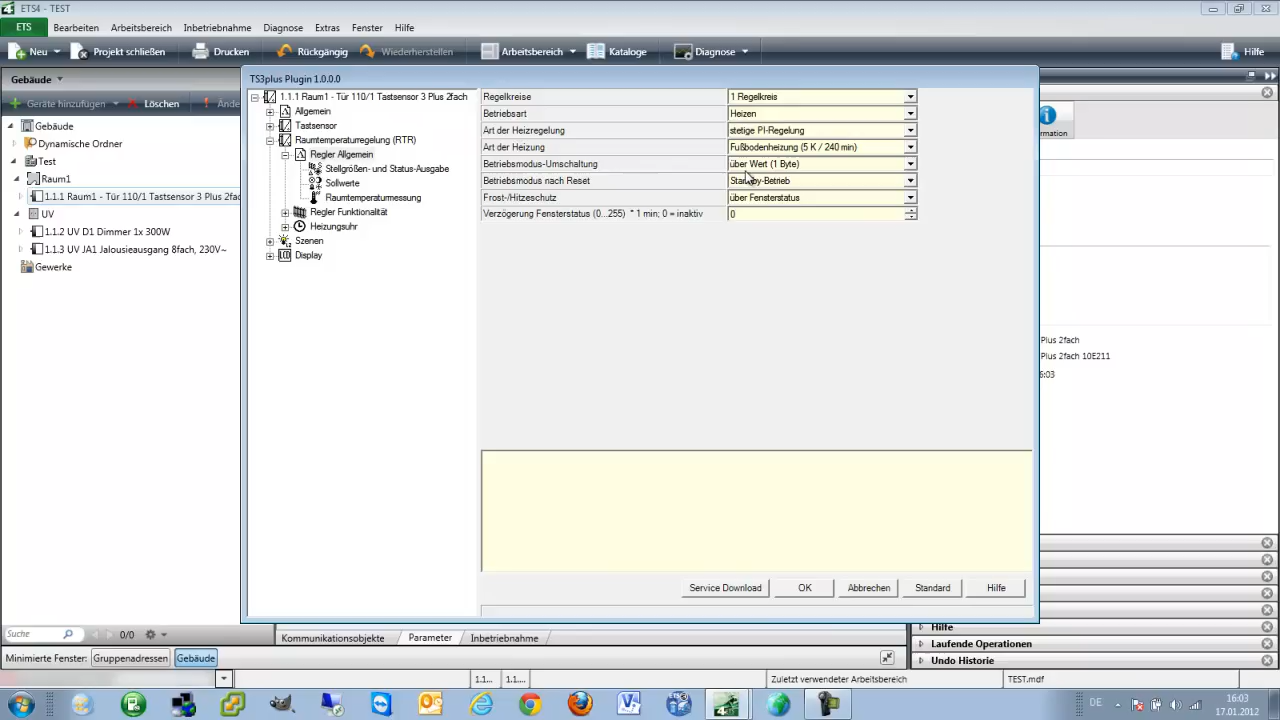 ETS4 - TEST
ETS Bearbeiten Arbeitsbereich Inbetriebnahme Diagnose Extras Fenster Hilfe
Neu Projekt schließen Drucken Rückgängig Wiederherstellen Arbeitsbereich Kataloge Diagnose Hilfe
Gebäude
Geräte hinzufügen Löschen Ände
Gebäude
Dynamische Ordner
Test
Raum1
1.1.1 Raum1 - Tür 110/1 Tastsensor 3 Plus 2fac
UV
1.1.2 UV D1 Dimmer 1x 300W
1.1.3 UV JA1 Jalousieausgang 8fach, 230V~
Gewerke
TS3plus Plugin 1.0.0.0
1.1.1 Raum1 - Tür 110/1 Tastsensor 3 Plus 2fach
Allgemein
Tastsensor
Raumtemperaturregelung (RTR)
Regler Allgemein
Stellgrößen- und Status-Ausgabe
Sollwerte
Raumtemperaturmessung
Regler Funktionalität
Heizungsuhr
Szenen
Display
Regelkreise 1 Regelkreis
Betriebsart Heizen
Art der Heizregelung stetige PI-Regelung
Art der Heizung Fußbodenheizung (5 K / 240 min)
Betriebsmodus-Umschaltung über Wert (1 Byte)
Betriebsmodus nach Reset Standby-Betrieb
Frost-/Hitzeschutz über Fensterstatus
Verzögerung Fensterstatus (0...255) * 1 min; 0 = inaktiv 0
Service Download OK Abbrechen Standard Hilfe
rmation
Plus 2fach
Plus 2fach 10E211
6:03
Hilfe
Laufende Operationen
Undo Historie
Suche 0/0
Kommunikationsobjekte Parameter Inbetriebnahme
Minimierte Fenster: Gruppenadressen Gebäude
1.1... 1.1.... Zuletzt verwendeter Arbeitsbereich TEST.mdf
DE 16:03
17.01.2012